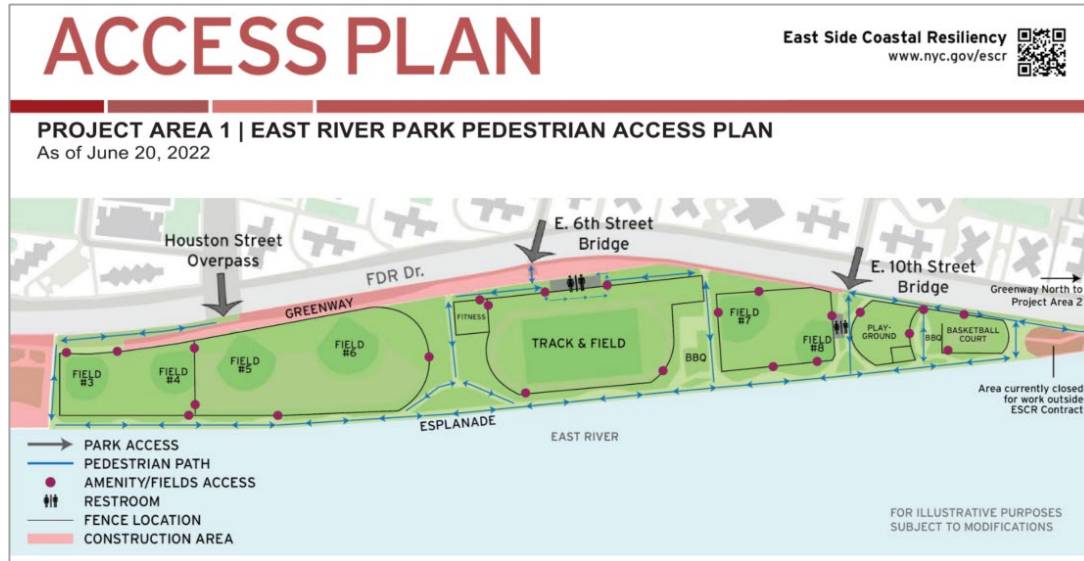 ACCESS PLAN
East Side Coastal Resiliency
www.nyc.gov/escr
PROJECT AREA 1 | EAST RIVER PARK PEDESTRIAN ACCESS PLAN
As of June 20, 2022
Houston Street
Overpass
E. 6th Street
Bridge
E. 10th Street
Bridge
FDR Dr.
Greenway North to
Project Area 2
GREENWAY
FITNESS
TRACK & FIELD
FIELD
#3
FIELD
#4
FIELD
#5
FIELD
#6
BBQ
FIELD
#7
FIELD
#8
PLAY-
GROUND
BBQ
BASKETBALL
COURT
Area currently closed
for work outside
ESCR Contract
ESPLANADE
EAST RIVER
PARK ACCESS
PEDESTRIAN PATH
AMENITY/FIELDS ACCESS
RESTROOM
FENCE LOCATION
CONSTRUCTION AREA
FOR ILLUSTRATIVE PURPOSES
SUBJECT TO MODIFICATIONS